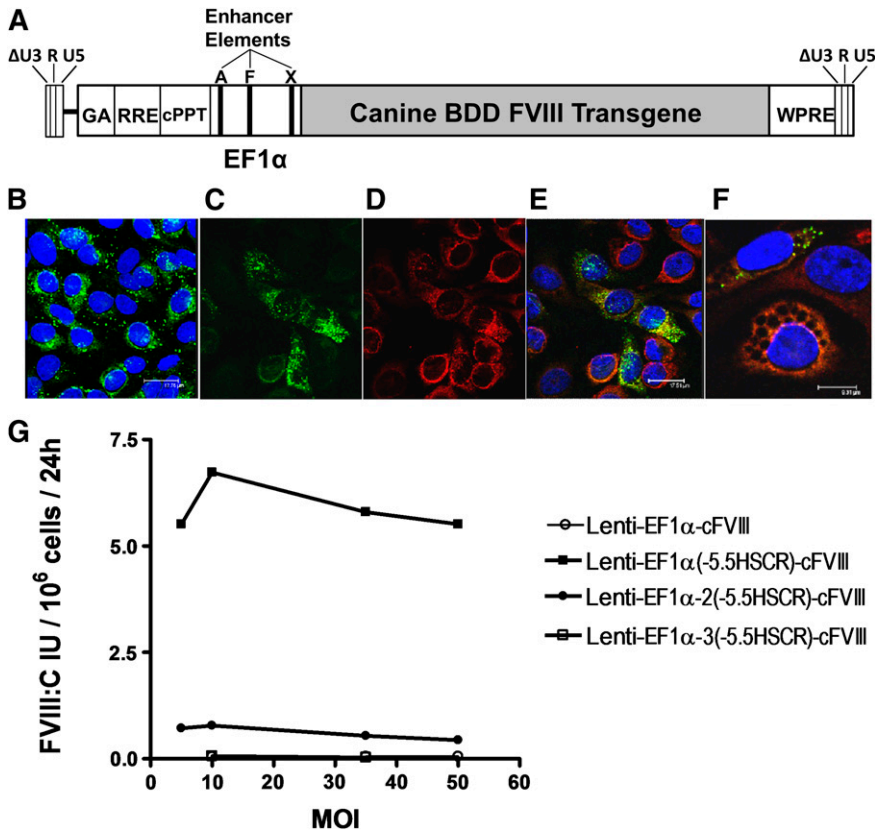 A
Enhancer
Elements
ΔU3 R U5
A F X
ΔU3 R U5
GA RRE cPPT
Canine BDD FVIII Transgene
WPRE
EF1α
B C D E F
G
FVIII:C IU / 10⁶ cells / 24h
7.5
5.0
2.5
0.0
0 10 20 30 40 50 60
MOI
Lenti-EF1α-cFVIII
Lenti-EF1α(-5.5HSCR)-cFVIII
Lenti-EF1α-2(-5.5HSCR)-cFVIII
Lenti-EF1α-3(-5.5HSCR)-cFVIII